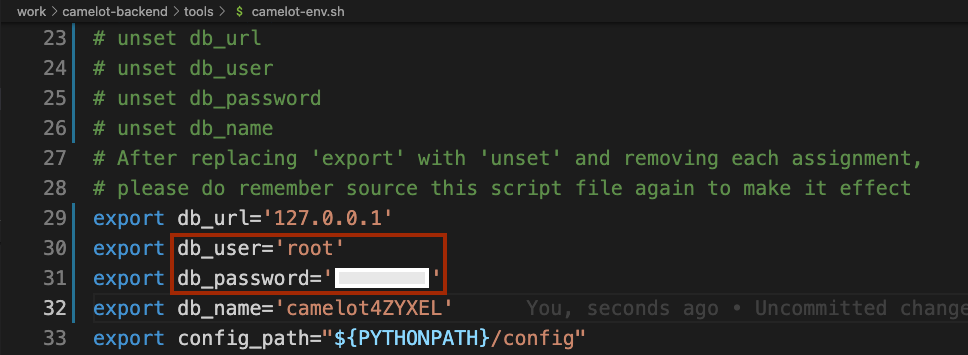 work > camelot-backend > tools > $ camelot-env.sh
23 # unset db_url
24 # unset db_user
25 # unset db_password
26 # unset db_name
27 # After replacing 'export' with 'unset' and removing each assignment,
28 # please do remember source this script file again to make it effect
29 export db_url='127.0.0.1'
30 export db_user='root'
31 export db_password=' '
32 export db_name='camelot4ZYXEL' You, seconds ago • Uncommitted change
33 export config_path="${PYTHONPATH}/config"